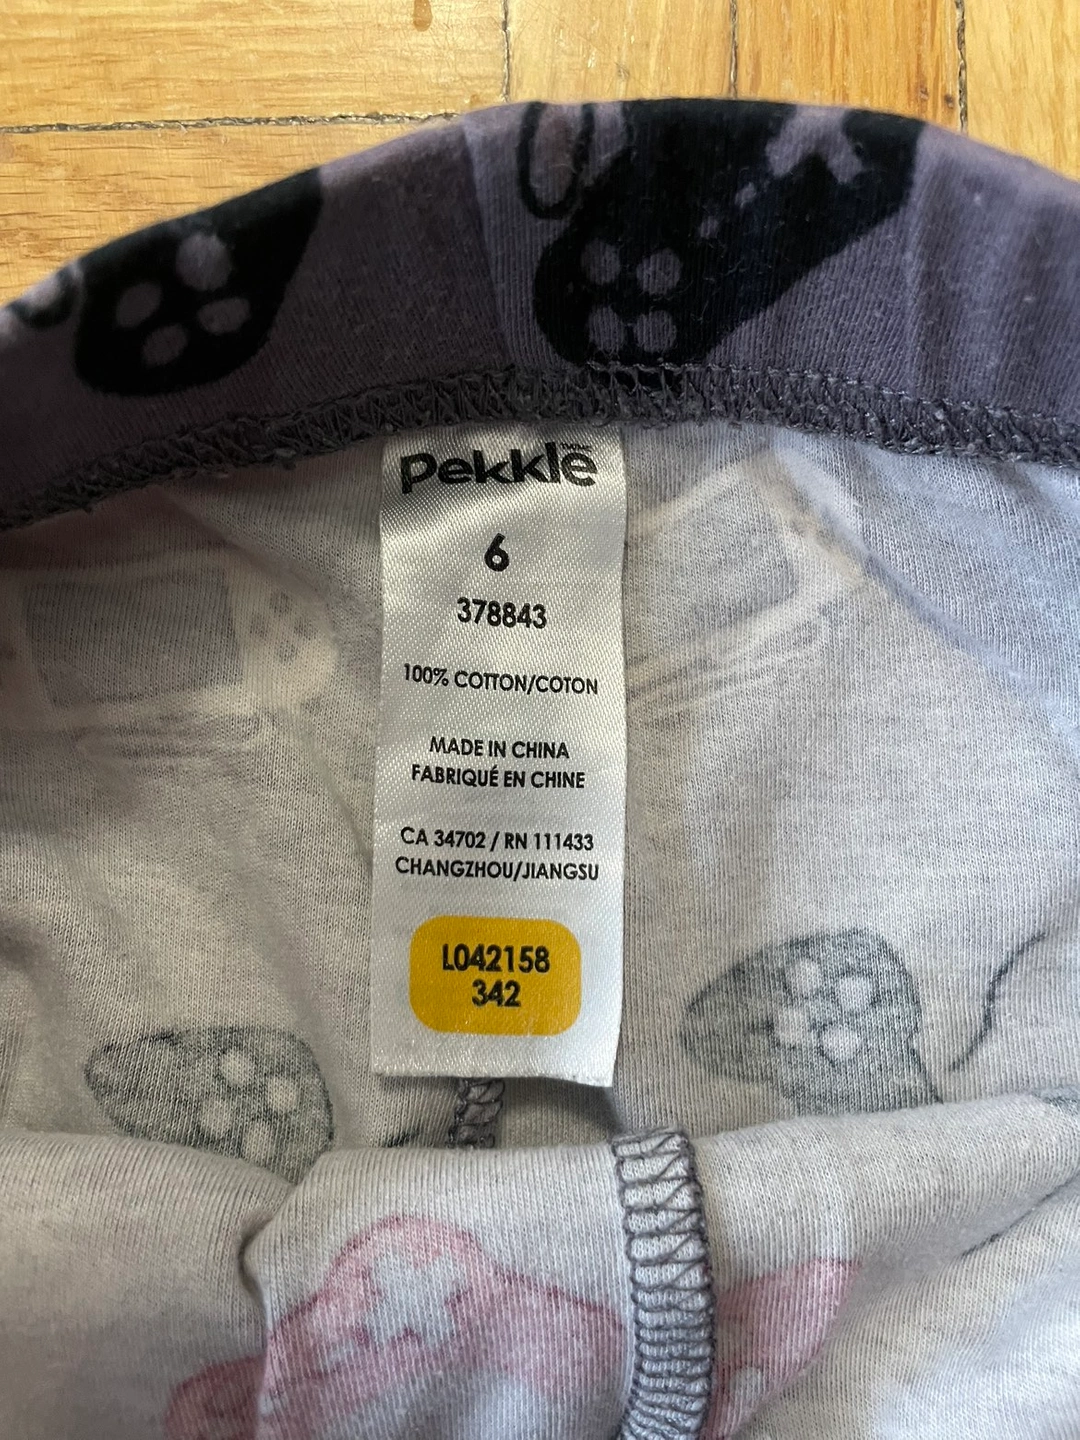 Pekkle
6
378843
100% COTTON/COTON
MADE IN CHINA
FABRIQUÉ EN CHINE
CA 34702 / RN 111433
CHANGZHOU/JIANGSU
L042158
342